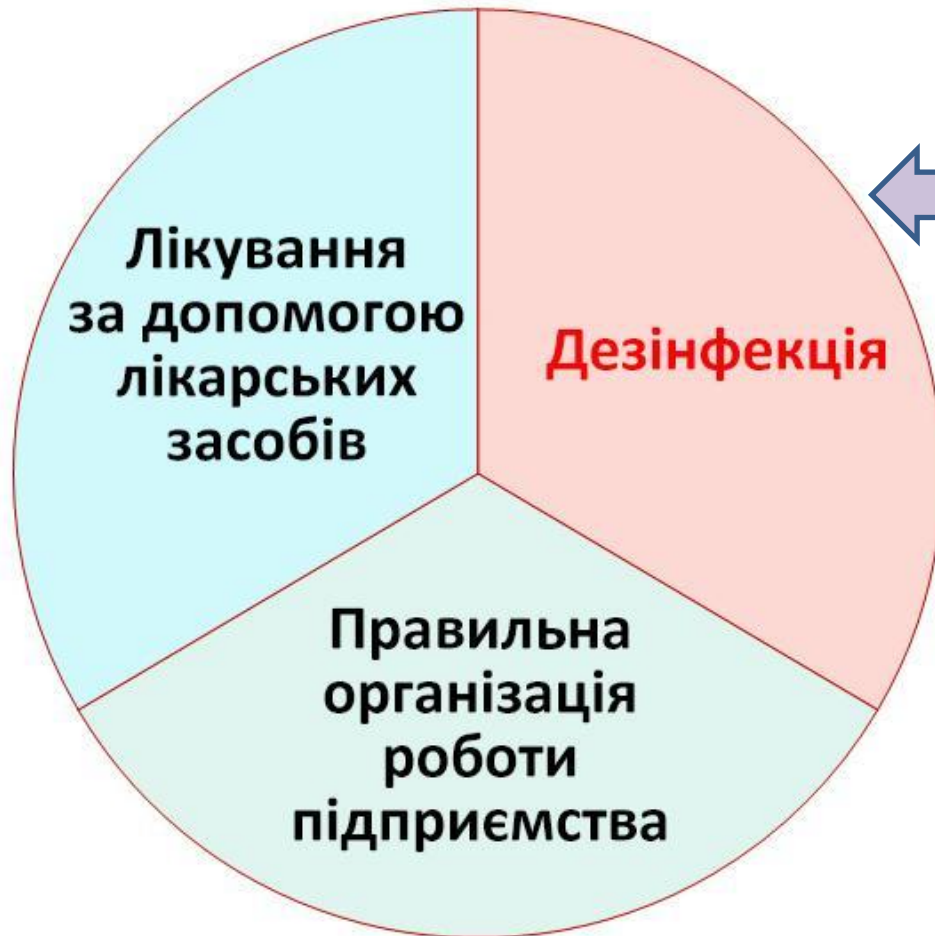 Лікування
за допомогою
лікарських
засобів
Дезінфекція
Правильна
організація
роботи
підприємства